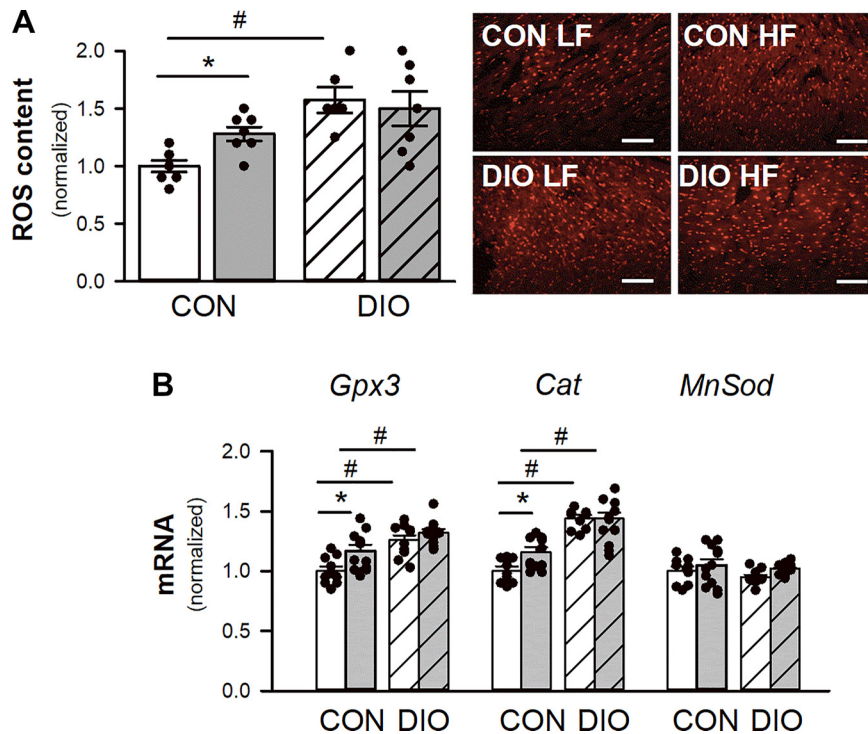 A
ROS content
(normalized)
2.0
1.5
1.0
0.5
0.0
#
*
CON DIO
CON LF
CON HF
DIO LF
DIO HF
B
Gpx3 Cat MnSod
mRNA
(normalized)
2.0
1.5
1.0
0.5
0.0
# #
# #
* *
CON DIO CON DIO CON DIO